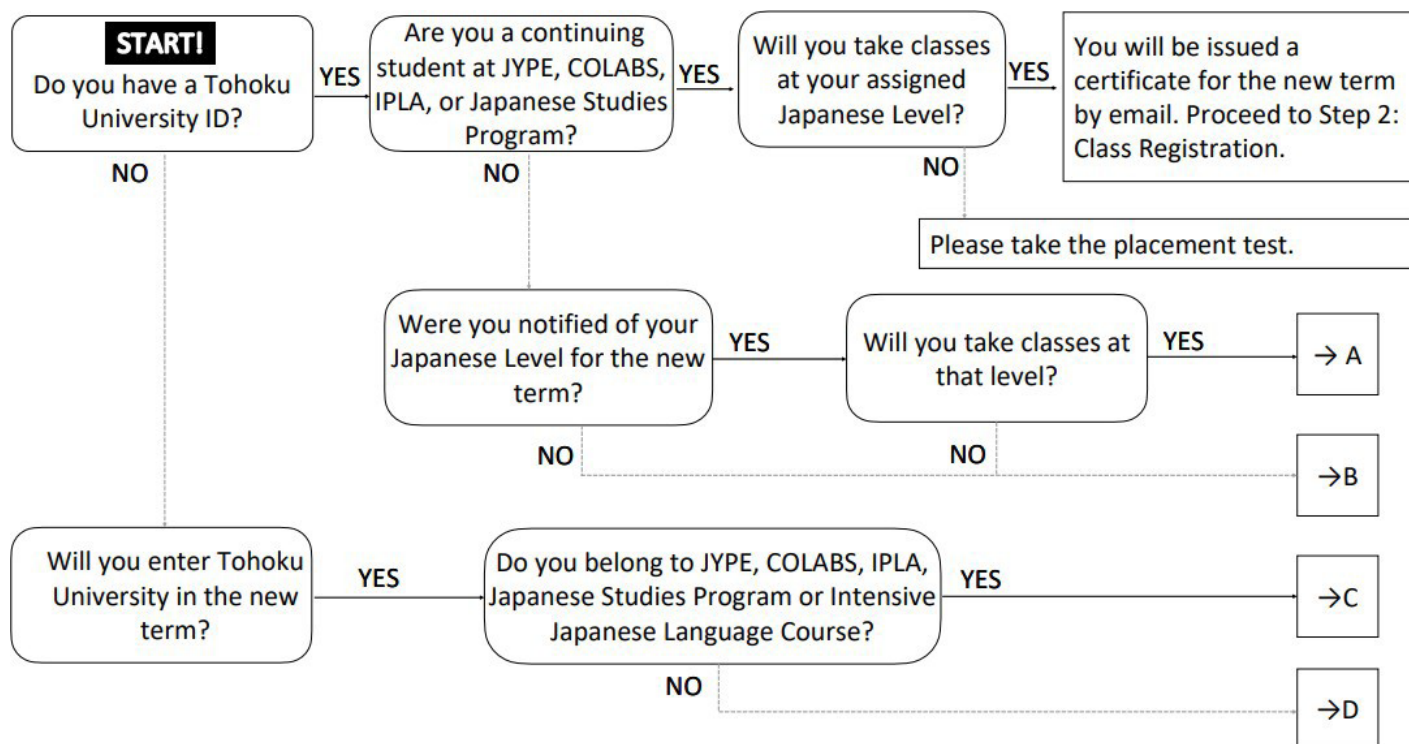 START!
Do you have a Tohoku
University ID?
YES
NO
Are you a continuing
student at JYPE, COLABS,
IPLA, or Japanese Studies
Program?
YES
NO
Will you take classes
at your assigned
Japanese Level?
YES
NO
You will be issued a
certificate for the new term
by email. Proceed to Step 2:
Class Registration.
Please take the placement test.
Were you notified of your
Japanese Level for the new
term?
YES
NO
Will you take classes at
that level?
YES
NO
→ A
→B
Will you enter Tohoku
University in the new
term?
YES
Do you belong to JYPE, COLABS, IPLA,
Japanese Studies Program or Intensive
Japanese Language Course?
YES
NO
→C
→D